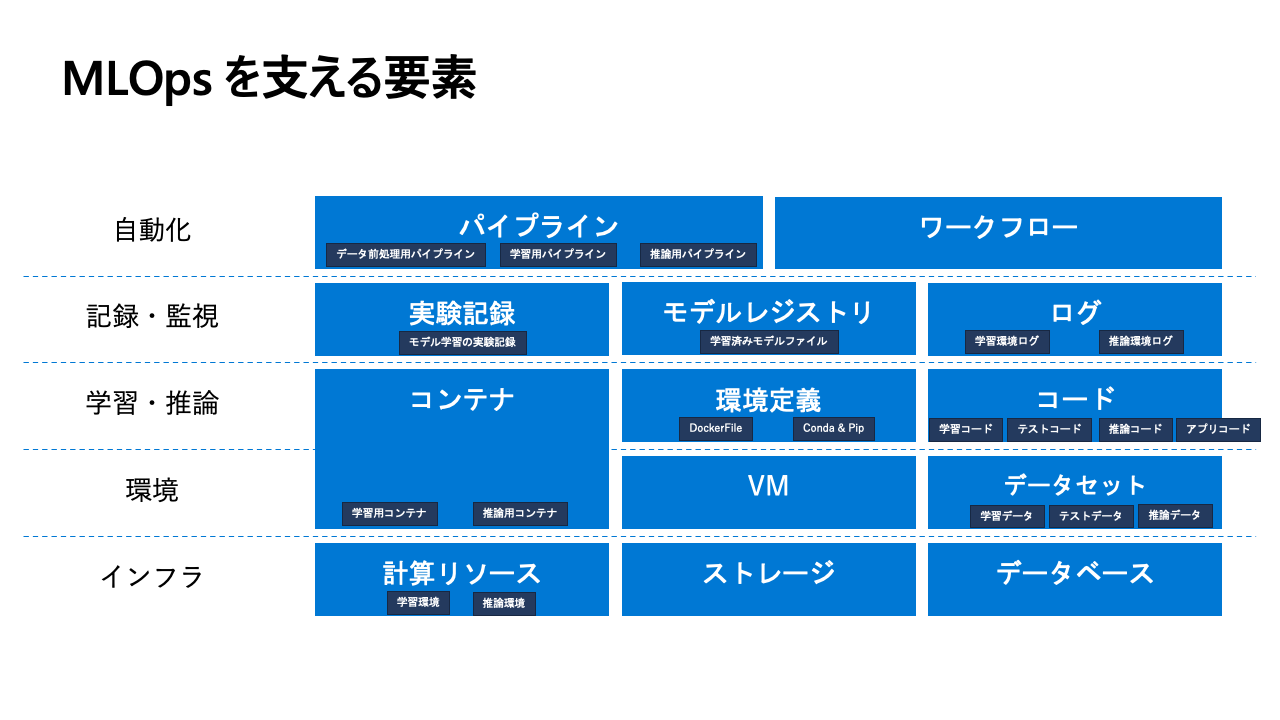 MLOps を支える要素
自動化
パイプライン
データ前処理用パイプライン
学習用パイプライン
推論用パイプライン
ワークフロー
記録・監視
実験記録
モデル学習の実験記録
モデルレジストリ
学習済みモデルファイル
ログ
学習環境ログ
推論環境ログ
学習・推論
コンテナ
環境定義
DockerFile
Conda & Pip
コード
学習コード
テストコード
推論コード
アプリコード
環境
学習用コンテナ
推論用コンテナ
VM
データセット
学習データ
テストデータ
推論データ
インフラ
計算リソース
学習環境
推論環境
ストレージ
データベース